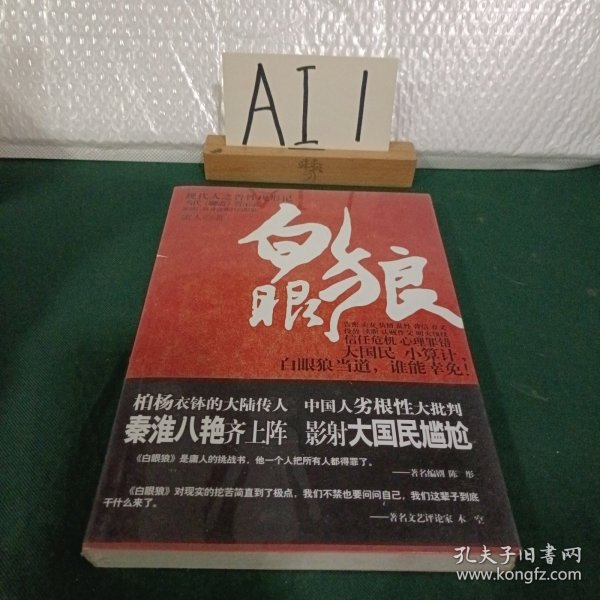 AI 1
白眼狼
信任危机 心理罪错
大国民 小算计，
白眼狼当道，谁能幸免！
柏杨衣钵的大陆传人 中国人劣根性大批判
秦淮八艳齐上阵 影射大国民尴尬
《白眼狼》是庸人的挑战书，他一个人把所有人都得罪了。
——著名编剧 陈彤
《白眼狼》对现实的挖苦简直到了极点，我们不禁也要问问自己，我们这辈子到底
干什么来了。
——著名文艺评论家 木空
孔夫子旧书网
www.kongfz.com